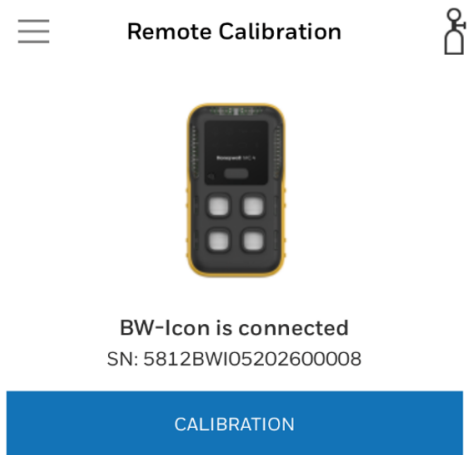 Remote Calibration
Honeywell
BW-Icon is connected
SN: 5812BWI05202600008
CALIBRATION